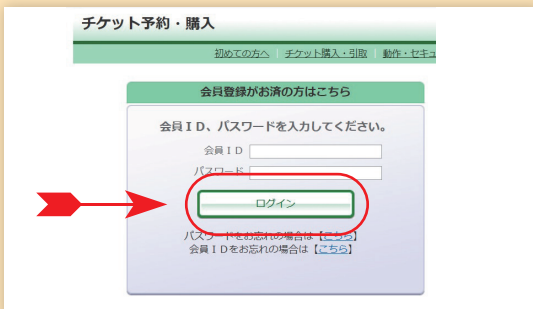 チケット予約・購入
初めての方へ チケット購入・引取 動作・セキュ
会員登録がお済の方はこちら
会員ＩＤ、パスワードを入力してください。
会員ＩＤ
パスワード
ログイン
パスワードをお忘れの場合は【こちら】
会員ＩＤをお忘れの場合は【こちら】